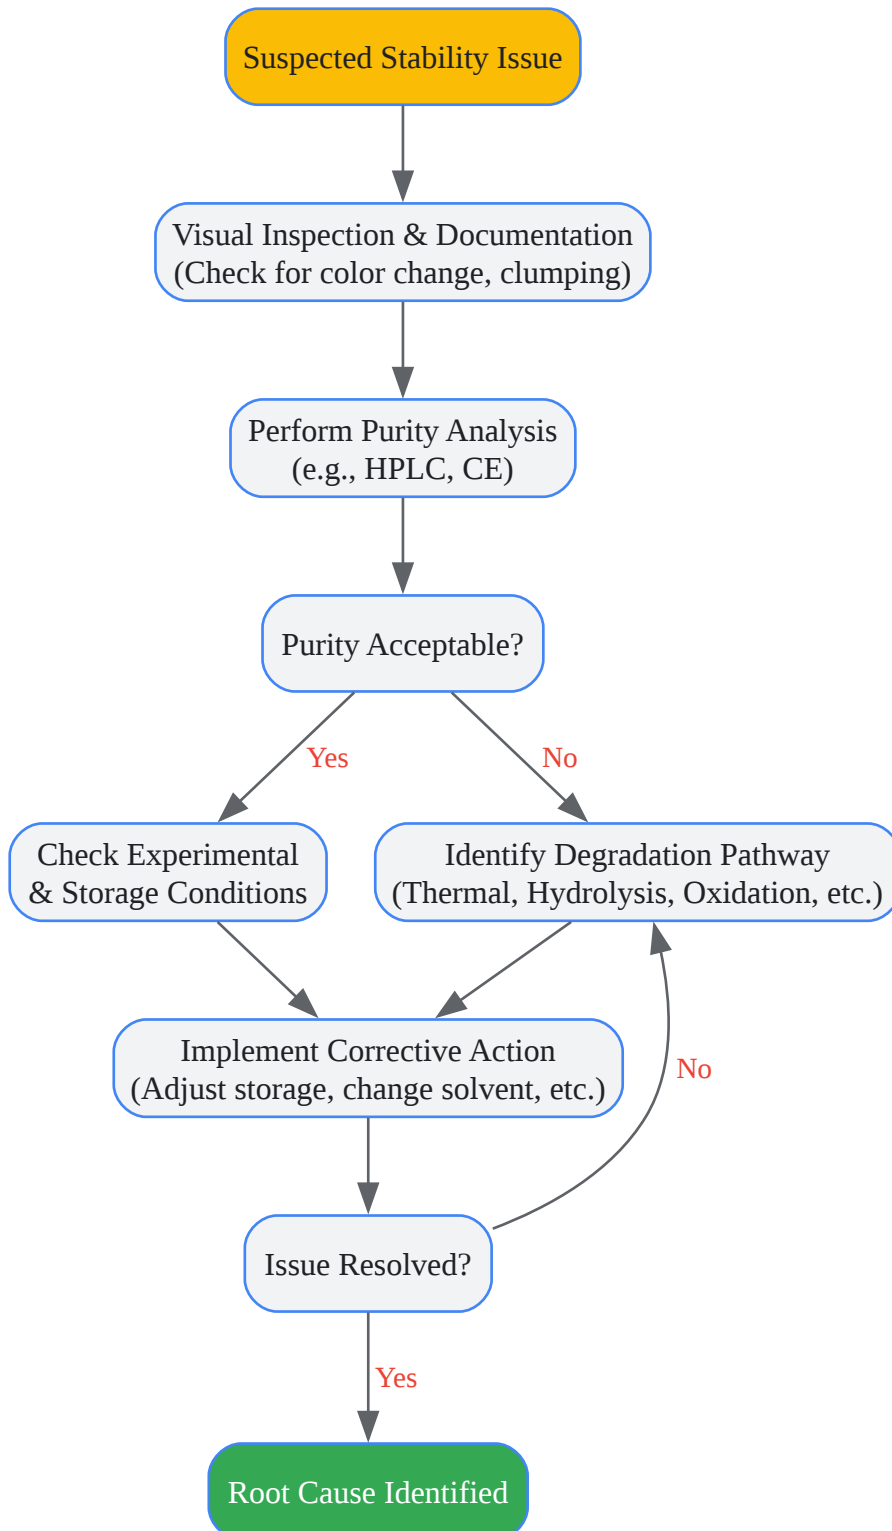 Suspected Stability Issue
Visual Inspection & Documentation
(Check for color change, clumping)
Perform Purity Analysis
(e.g., HPLC, CE)
Purity Acceptable?
Yes
No
Check Experimental
& Storage Conditions
Identify Degradation Pathway
(Thermal, Hydrolysis, Oxidation, etc.)
Implement Corrective Action
(Adjust storage, change solvent, etc.)
No
Issue Resolved?
Yes
Root Cause Identified